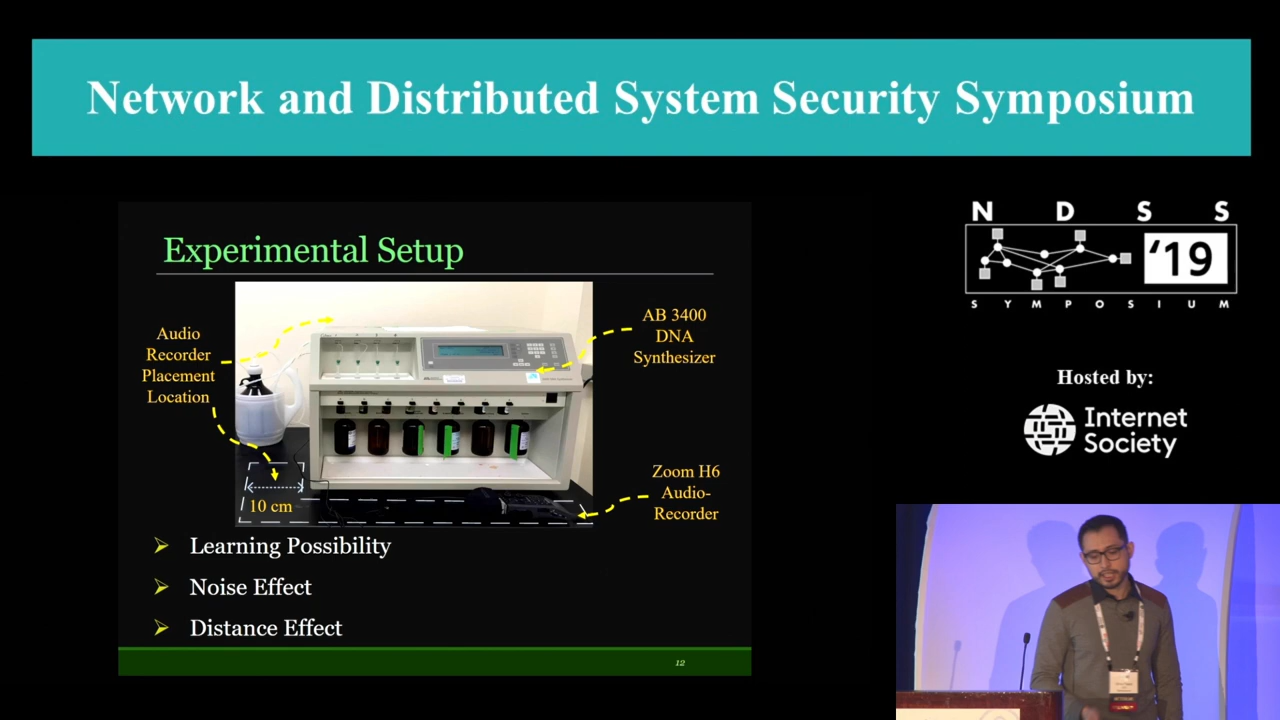 Network and Distributed System Security Symposium
N D S S
'19
S Y M P O S I U M
Hosted by:
Internet
Society
Experimental Setup
Audio
Recorder
Placement
Location
AB 3400
DNA
Synthesizer
10 cm
Zoom H6
Audio-
Recorder
Learning Possibility
Noise Effect
Distance Effect
12